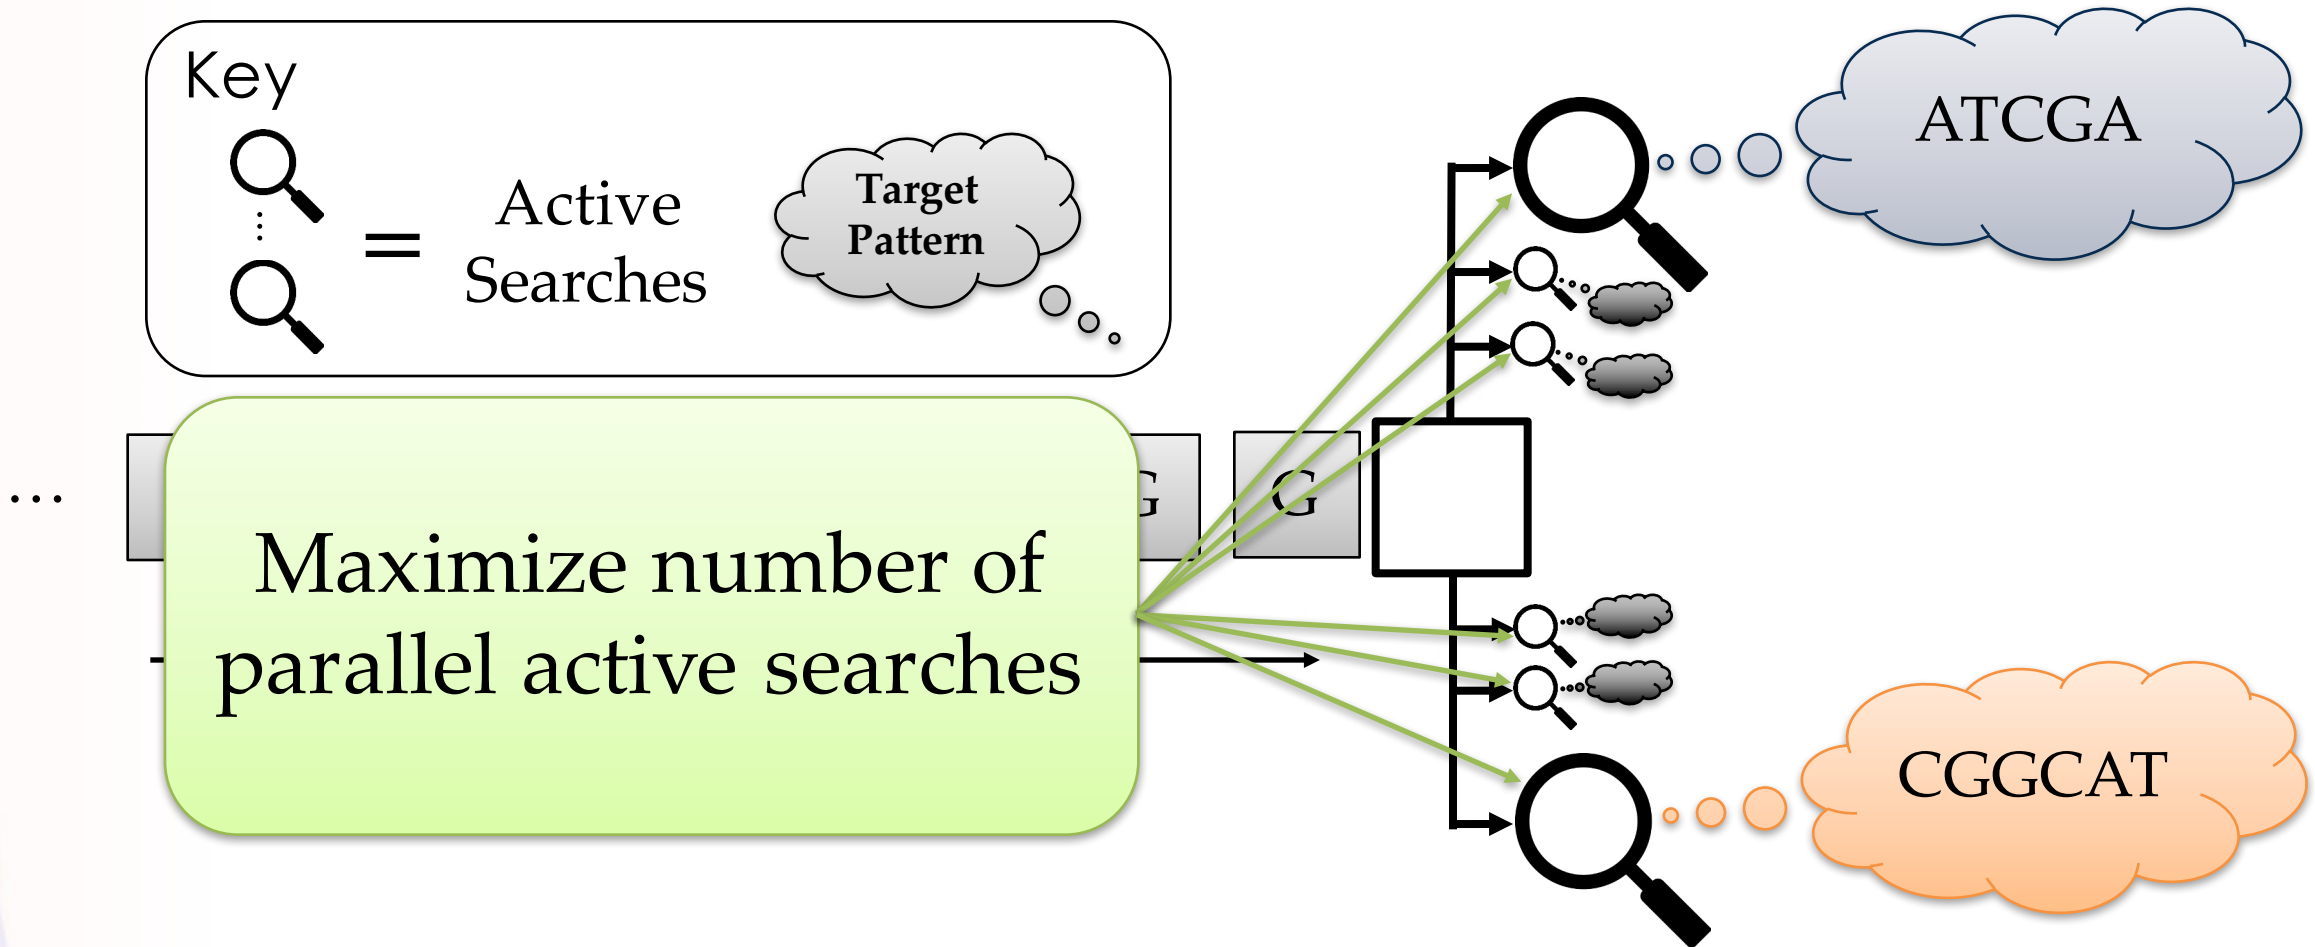 Key
Active
Searches
=
Target
Pattern
ATCGA
...
G
G
Maximize number of
parallel active searches
CGGCAT